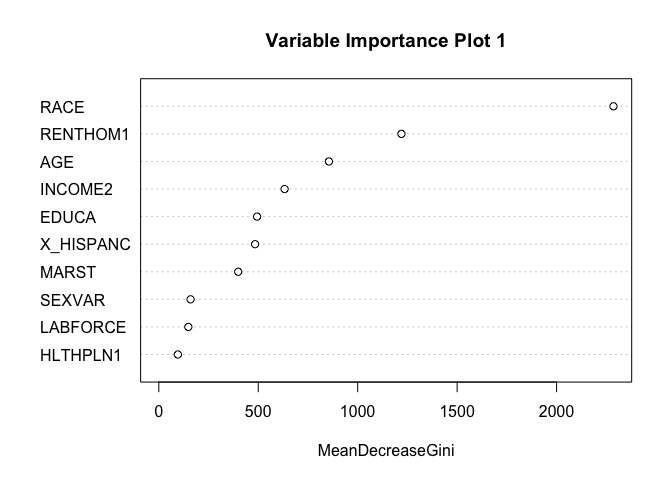 Variable Importance Plot 1
RACE
RENTHOM1
AGE
INCOME2
EDUCA
X_HISPANC
MARST
SEXVAR
LABFORCE
HLTHPLN1
0 500 1000 1500 2000
MeanDecreaseGini